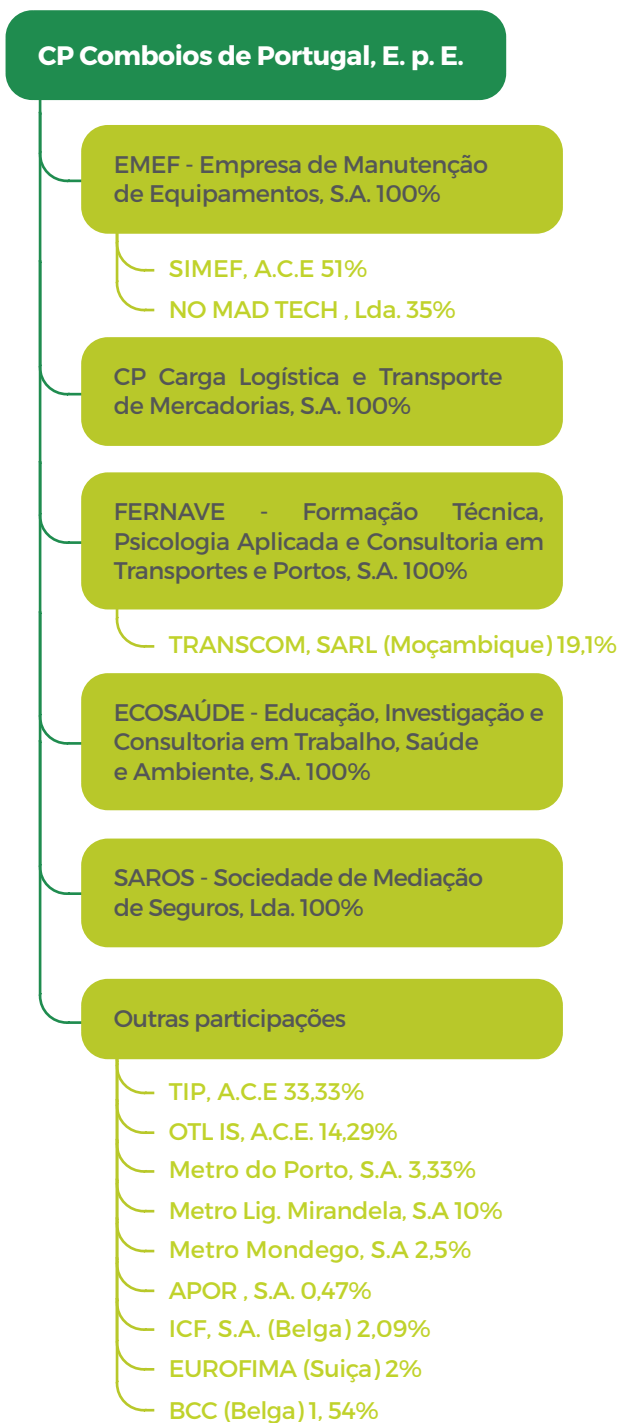 CP Comboios de Portugal, E. p. E.
EMEF - Empresa de Manutenção
de Equipamentos, S.A. 100%
SIMEF, A.C.E 51%
NO MAD TECH , Lda. 35%
CP Carga Logística e Transporte
de Mercadorias, S.A. 100%
FERNAVE - Formação Técnica,
Psicologia Aplicada e Consultoria em
Transportes e Portos, S.A. 100%
TRANSCOM, SARL (Moçambique) 19,1%
ECOSAÚDE - Educação, Investigação e
Consultoria em Trabalho, Saúde
e Ambiente, S.A. 100%
SAROS - Sociedade de Mediação
de Seguros, Lda. 100%
Outras participações
TIP, A.C.E 33,33%
OTL IS, A.C.E. 14,29%
Metro do Porto, S.A. 3,33%
Metro Lig. Mirandela, S.A 10%
Metro Mondego, S.A 2,5%
APOR , S.A. 0,47%
ICF, S.A. (Belga) 2,09%
EUROFIMA (Suiça) 2%
BCC (Belga) 1, 54%